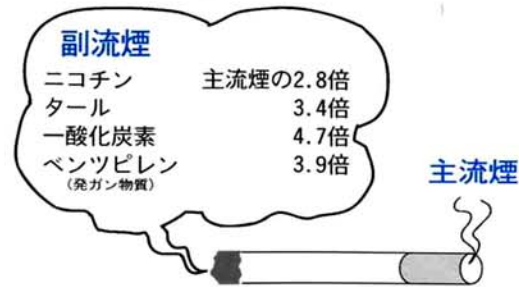 副流煙
ニコチン 主流煙の2.8倍
タール 3.4倍
一酸化炭素 4.7倍
ベンツピレン 3.9倍
(発ガン物質)
主流煙